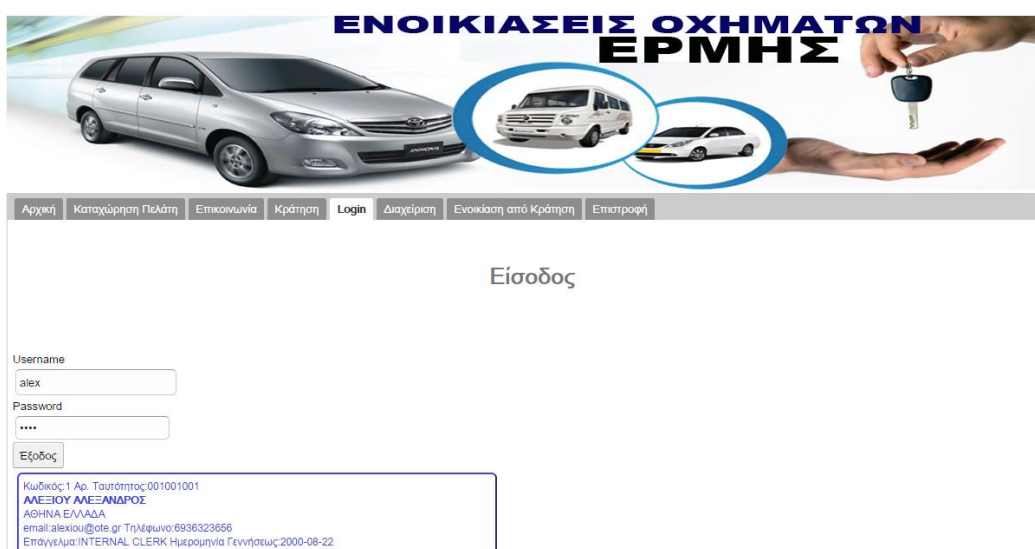 ΕΝΟΙΚΙΑΣΕΙΣ ΟΧΗΜΑΤΩΝ
ΕΡΜΗΣ
Αρχική Καταχώρηση Πελάτη Επικοινωνία Κράτηση Login Διαχείριση Ενοικίαση από Κράτηση Επιστροφή
Είσοδος
Username
alex
Password
••••
Έξοδος
Κωδικός:1 Αρ. Ταυτότητος:001001001
ΑΛΕΞΙΟΥ ΑΛΕΞΑΝΔΡΟΣ
ΑΘΗΝΑ ΕΛΛΑΔΑ
email:alexiou@ote.gr Τηλέφωνο:6936323656
Επάγγελμα:INTERNAL CLERK Ημερομηνία Γεννήσεως:2000-08-22